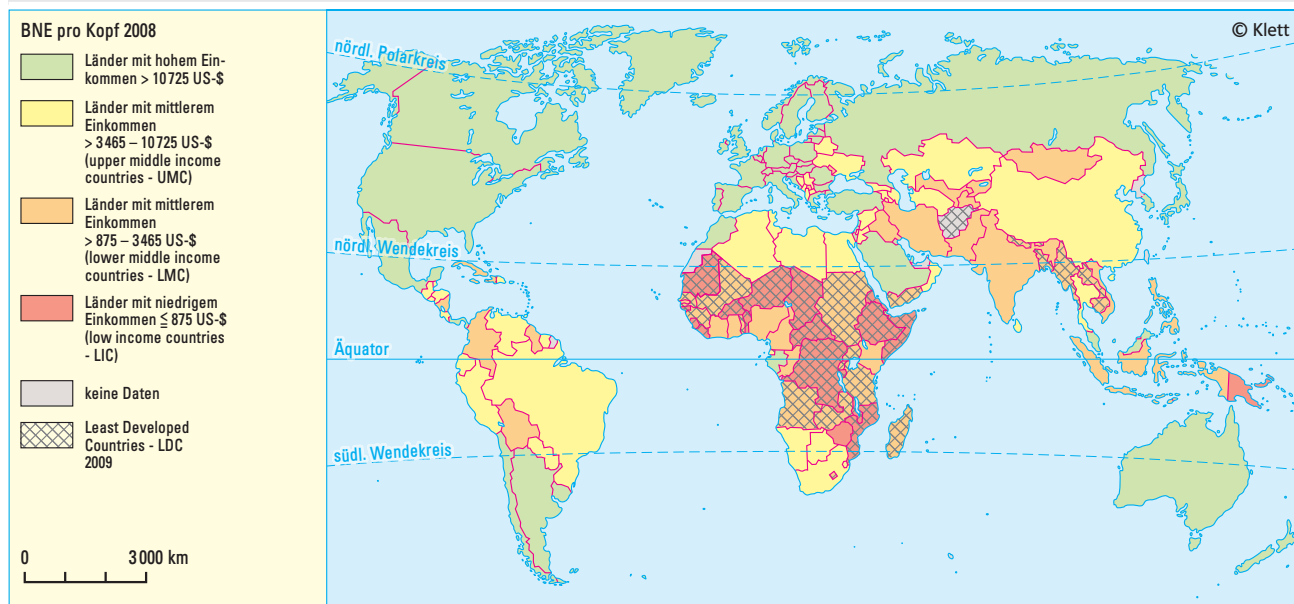 BNE pro Kopf 2008
Länder mit hohem Ein-
kommen > 10725 US-$
Länder mit mittlerem
Einkommen
> 3465 – 10725 US-$
(upper middle income
countries - UMC)
Länder mit mittlerem
Einkommen
> 875 – 3465 US-$
(lower middle income
countries - LMC)
Länder mit niedrigem
Einkommen ≦ 875 US-$
(low income countries
- LIC)
keine Daten
Least Developed
Countries - LDC
2009
0 3000 km
© Klett
nördl. Polarkreis
nördl. Wendekreis
Äquator
südl. Wendekreis